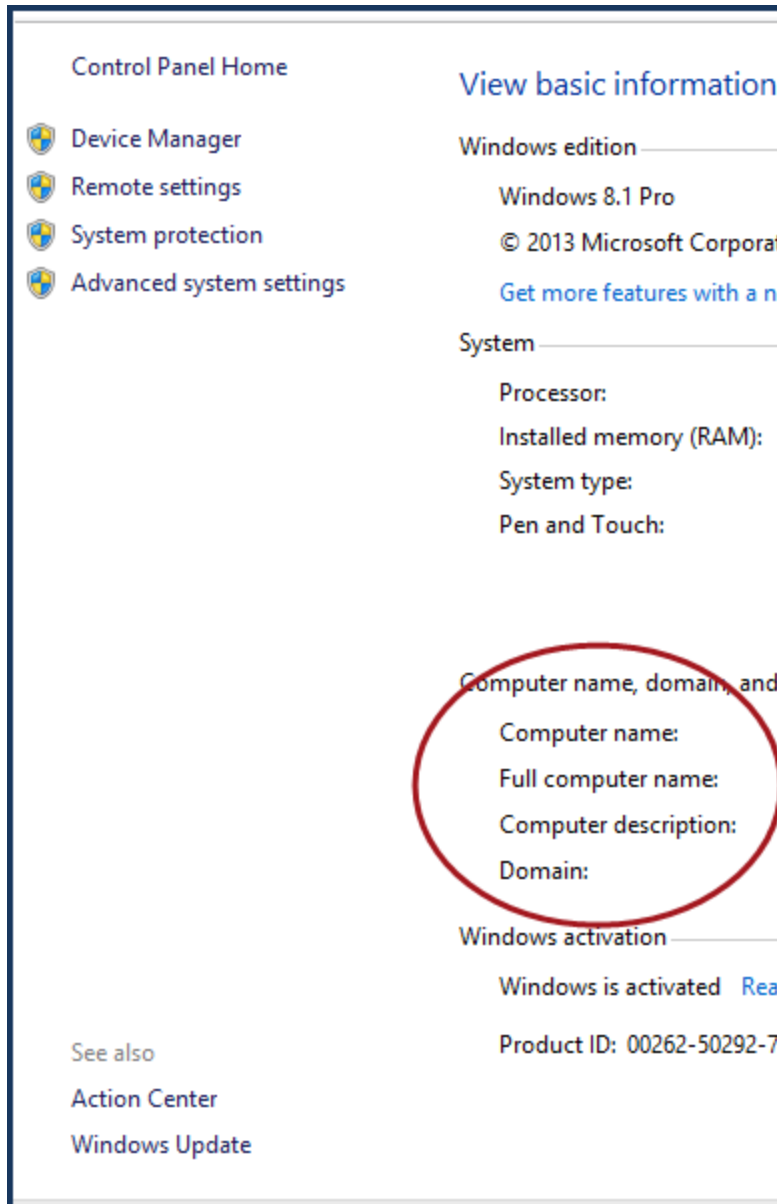 Control Panel Home
Device Manager
Remote settings
System protection
Advanced system settings
See also
Action Center
Windows Update
View basic information
Windows edition
Windows 8.1 Pro
© 2013 Microsoft Corporat
Get more features with a n
System
Processor:
Installed memory (RAM):
System type:
Pen and Touch:
Computer name, domain, and
Computer name:
Full computer name:
Computer description:
Domain:
Windows activation
Windows is activated Rea
Product ID: 00262-50292-7